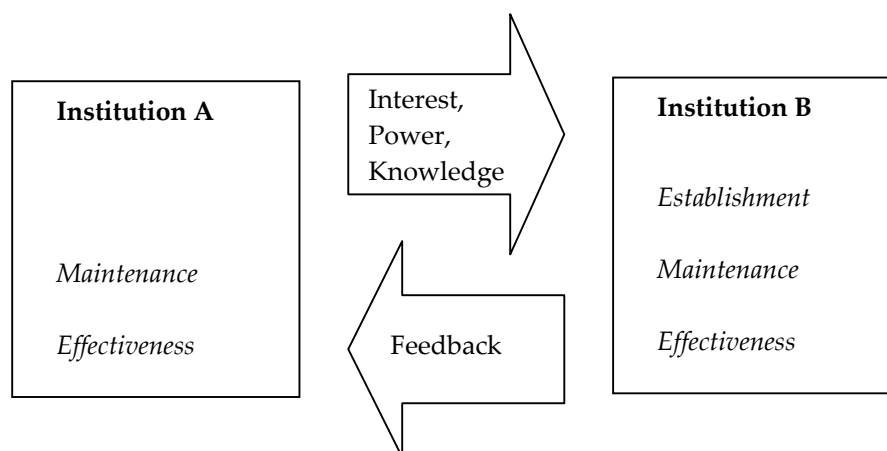 Institution A
Maintenance
Effectiveness
Interest,
Power,
Knowledge
Feedback
Institution B
Establishment
Maintenance
Effectiveness